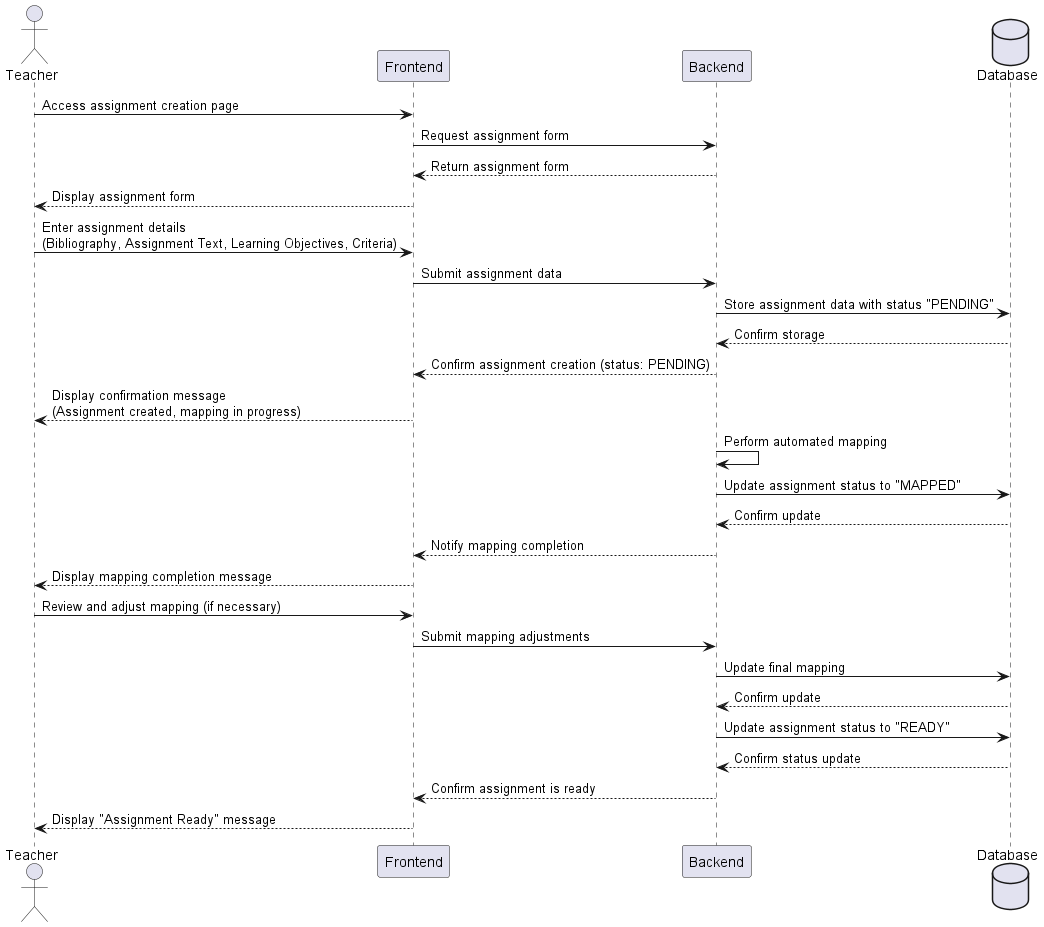 Teacher
Frontend
Backend
Database
Access assignment creation page
Request assignment form
Return assignment form
Display assignment form
Enter assignment details
(Bibliography, Assignment Text, Learning Objectives, Criteria)
Submit assignment data
Store assignment data with status "PENDING"
Confirm storage
Confirm assignment creation (status: PENDING)
Display confirmation message
(Assignment created, mapping in progress)
Perform automated mapping
Update assignment status to "MAPPED"
Confirm update
Notify mapping completion
Display mapping completion message
Review and adjust mapping (if necessary)
Submit mapping adjustments
Update final mapping
Confirm update
Update assignment status to "READY"
Confirm status update
Confirm assignment is ready
Display "Assignment Ready" message
Teacher
Frontend
Backend
Database